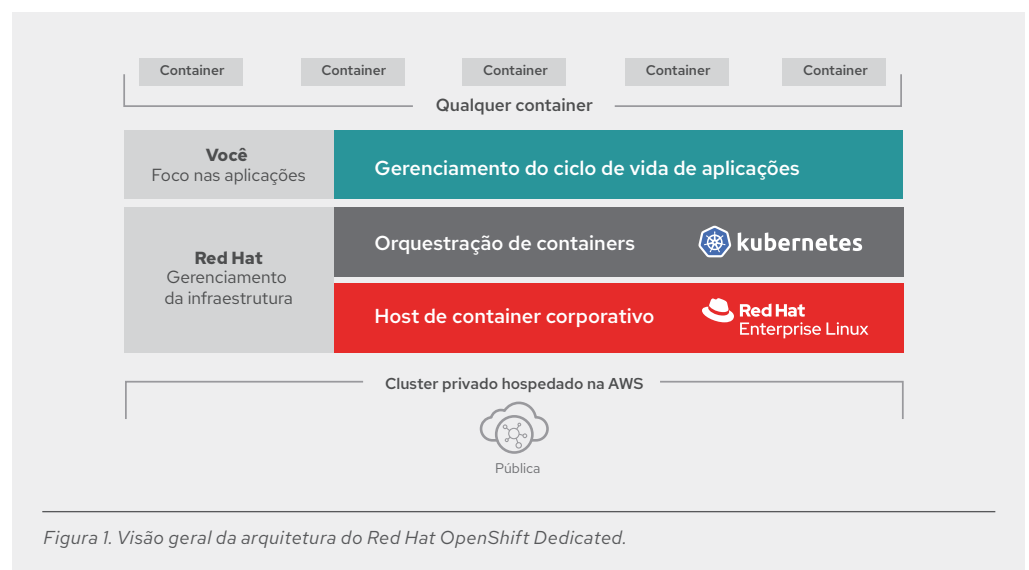 Container
Container
Container
Container
Container
Qualquer container
Você
Foco nas aplicações
Gerenciamento do ciclo de vida de aplicações
Red Hat
Gerenciamento
da infraestrutura
Orquestração de containers
kubernetes
Host de container corporativo
Red Hat
Enterprise Linux
Cluster privado hospedado na AWS
Pública
Figura 1. Visão geral da arquitetura do Red Hat OpenShift Dedicated.